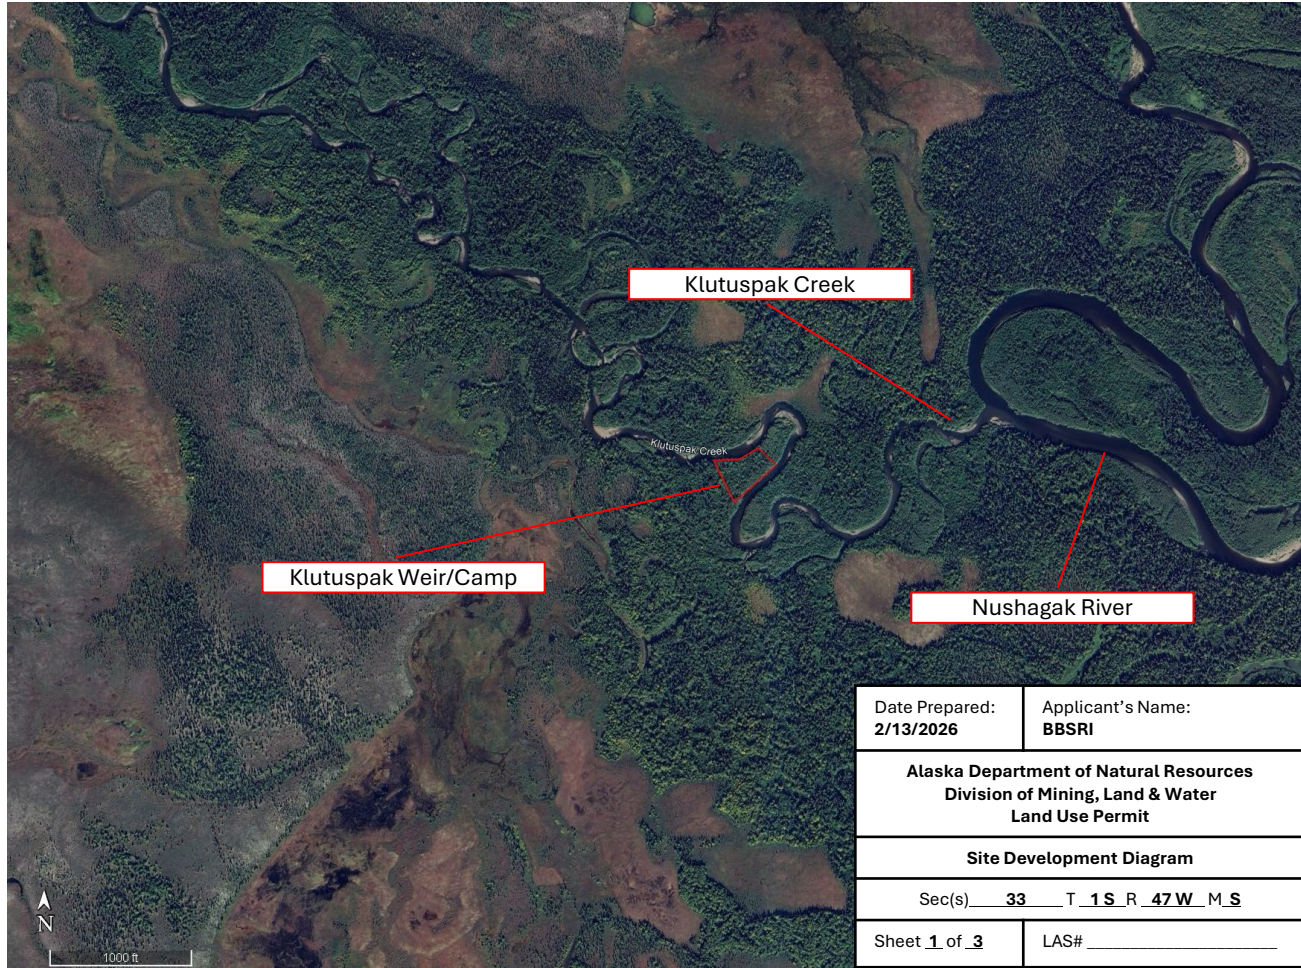 Klutuspak Creek
Klutuspak Creek
Klutuspak Weir/Camp
Nushagak River
Date Prepared:
2/13/2026
Applicant's Name:
BBSRI
Alaska Department of Natural Resources
Division of Mining, Land & Water
Land Use Permit
Site Development Diagram
Sec(s) 33 T 1 S R 47 W M S
Sheet 1 of 3
LAS# ____________________
N
1000 ft